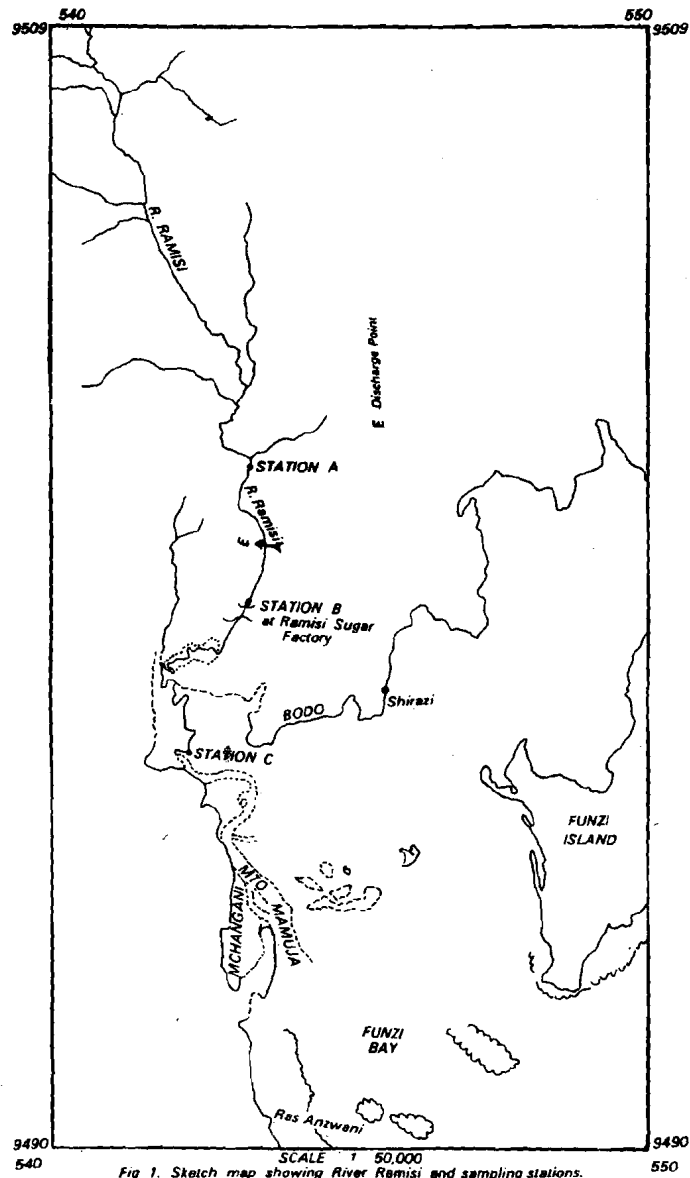 540 550
9509 9509
R. RAMISI
E Discharge Point
STATION A
R. Ramisi
E
STATION B
at Ramisi Sugar
Factory
Shirazi
BODO
STATION C
FUNZI
ISLAND
MTO
MAMUJA
MCHANGANI
FUNZI
BAY
Ras Anzwani
9490 9490
540 550
SCALE 1 50,000
Fig 1. Sketch map showing River Ramisi and sampling stations.